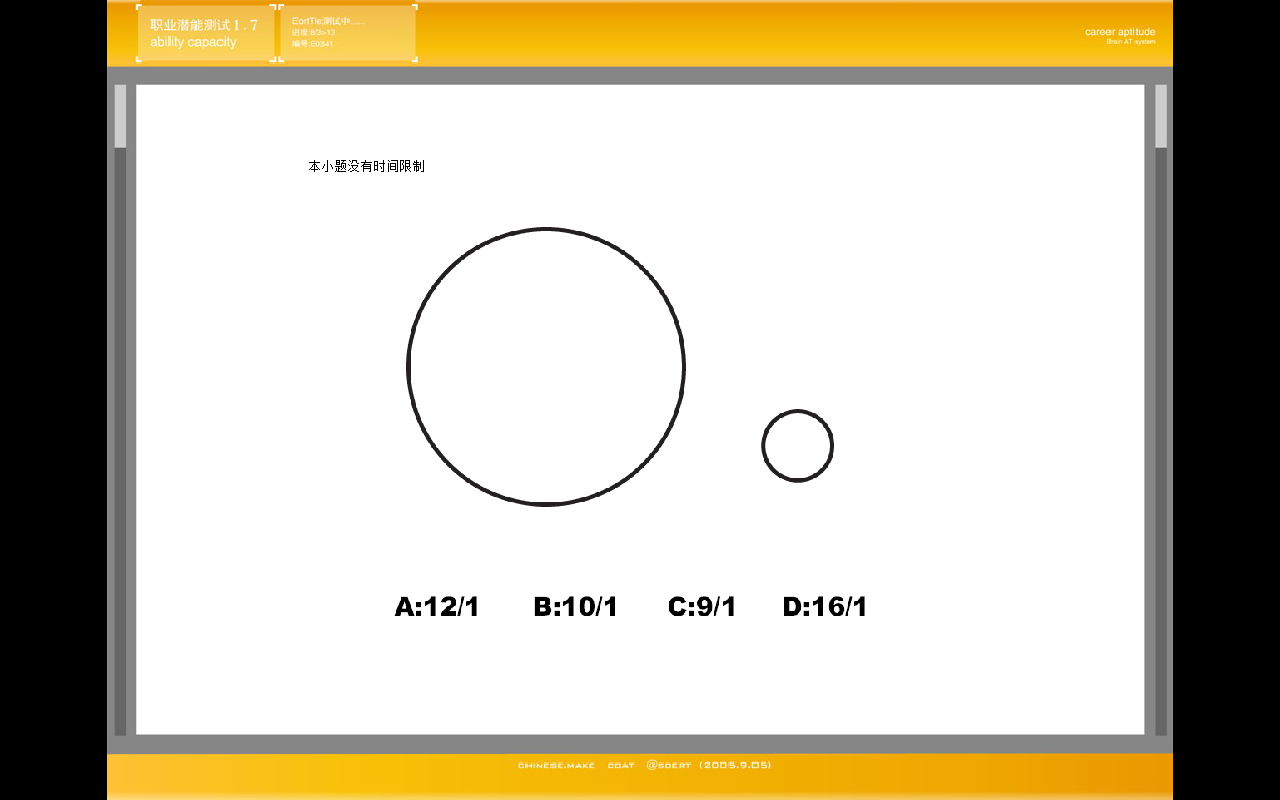 职业潜能测试1.7
ability capacity
EortTle:测试中......
进度:8/3>13
编号:S0341
career aptitude
Brain AT system
本小题没有时间限制
A:12/1 B:10/1 C:9/1 D:16/1
CHINESE.MAKE COAT @SDERT (2005.9.05)